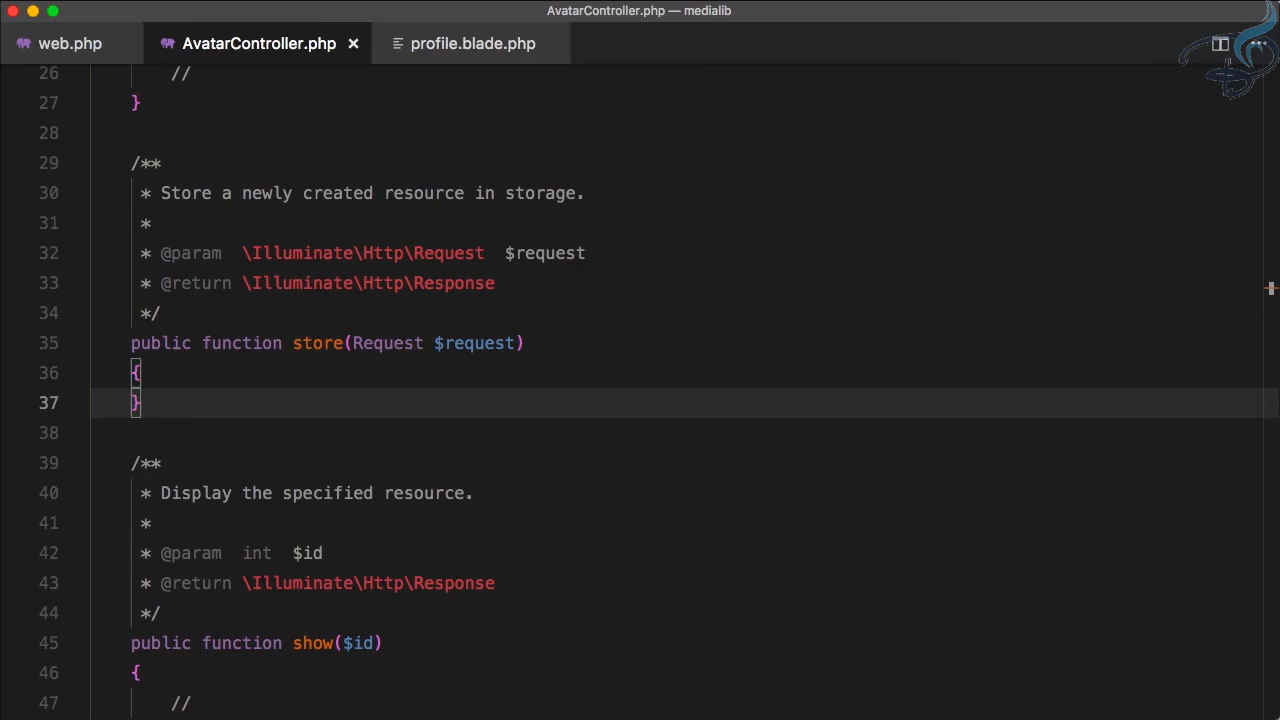 AvatarController.php — medialib
web.php AvatarController.php profile.blade.php
26 //
27 }
28
29 /**
30 * Store a newly created resource in storage.
31 *
32 * @param  \Illuminate\Http\Request  $request
33 * @return \Illuminate\Http\Response
34 */
35 public function store(Request $request)
36 {
37 }
38
39 /**
40 * Display the specified resource.
41 *
42 * @param  int  $id
43 * @return \Illuminate\Http\Response
44 */
45 public function show($id)
46 {
47 //